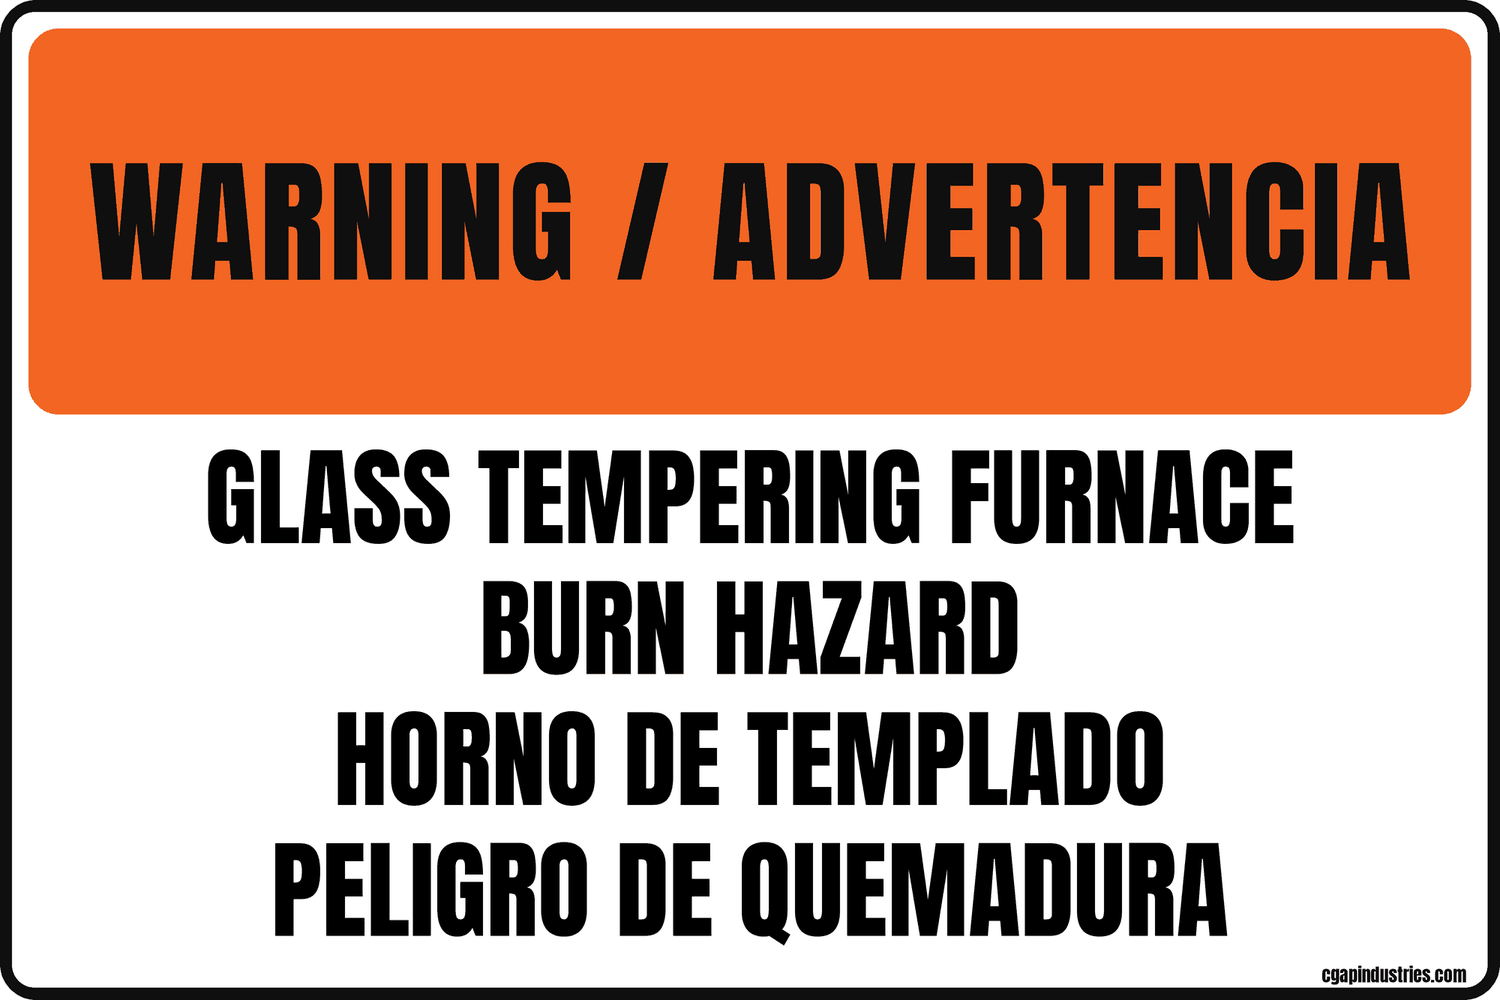 WARNING / ADVERTENCIA
GLASS TEMPERING FURNACE
BURN HAZARD
HORNO DE TEMPLADO
PELIGRO DE QUEMADURA
cgapindustries.com